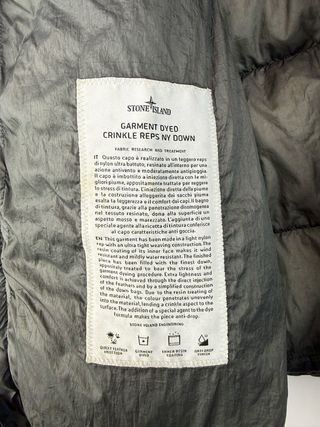 STONE ISLAND
GARMENT DYED
CRINKLE REPS NY DOWN
FABRIC RESEARCH AND TREATMENT
IT Questo capo è realizzato in un leggero reps
di nylon ultra battuto, resinato all'interno per una
azione antivento e moderatamente antipioggia.
Il capo è imbottito a iniezione diretta con le mi-
gliori piume, appositamente trattate per reggere
lo stress di tintura. L'iniezione diretta delle piume
e la costruzione alleggerita dei sacchi piuma
esalta la leggerezza e il comfort dei capi. Il bagno
di tintura, grazie alla penetrazione disomogenea
nel tessuto resinato, dona alla superficie un
aspetto mosso e marezzato. L'aggiunta di uno
speciale agente alla ricetta di tintura conferisce
al capo caratteristiche anti goccia.
EN This garment has been made in a light nylon
rep with an ultra tight weaving construction. The
resin coating of its inner face makes it wind
resistant and mildly water resistant. The finished
piece has been filled with the finest down,
appositely treated to bear the stress of the
garment dyeing procedure. Extra lightness and
comfort is achieved through the direct injection
of the feathers and by a simplified construction
of the down bags. Due to the resin treating of
the material, the colour penetrates unevenly
into the material, lending a crinkle aspect to the
surface. The addition of a special agent to the dye
formula makes the piece anti-drop.
STONE ISLAND ENGINEERING
DIRECT FEATHER
INJECTION
GARMENT
DYED
INNER RESIN
COATING
ANTI DROP
FINISH